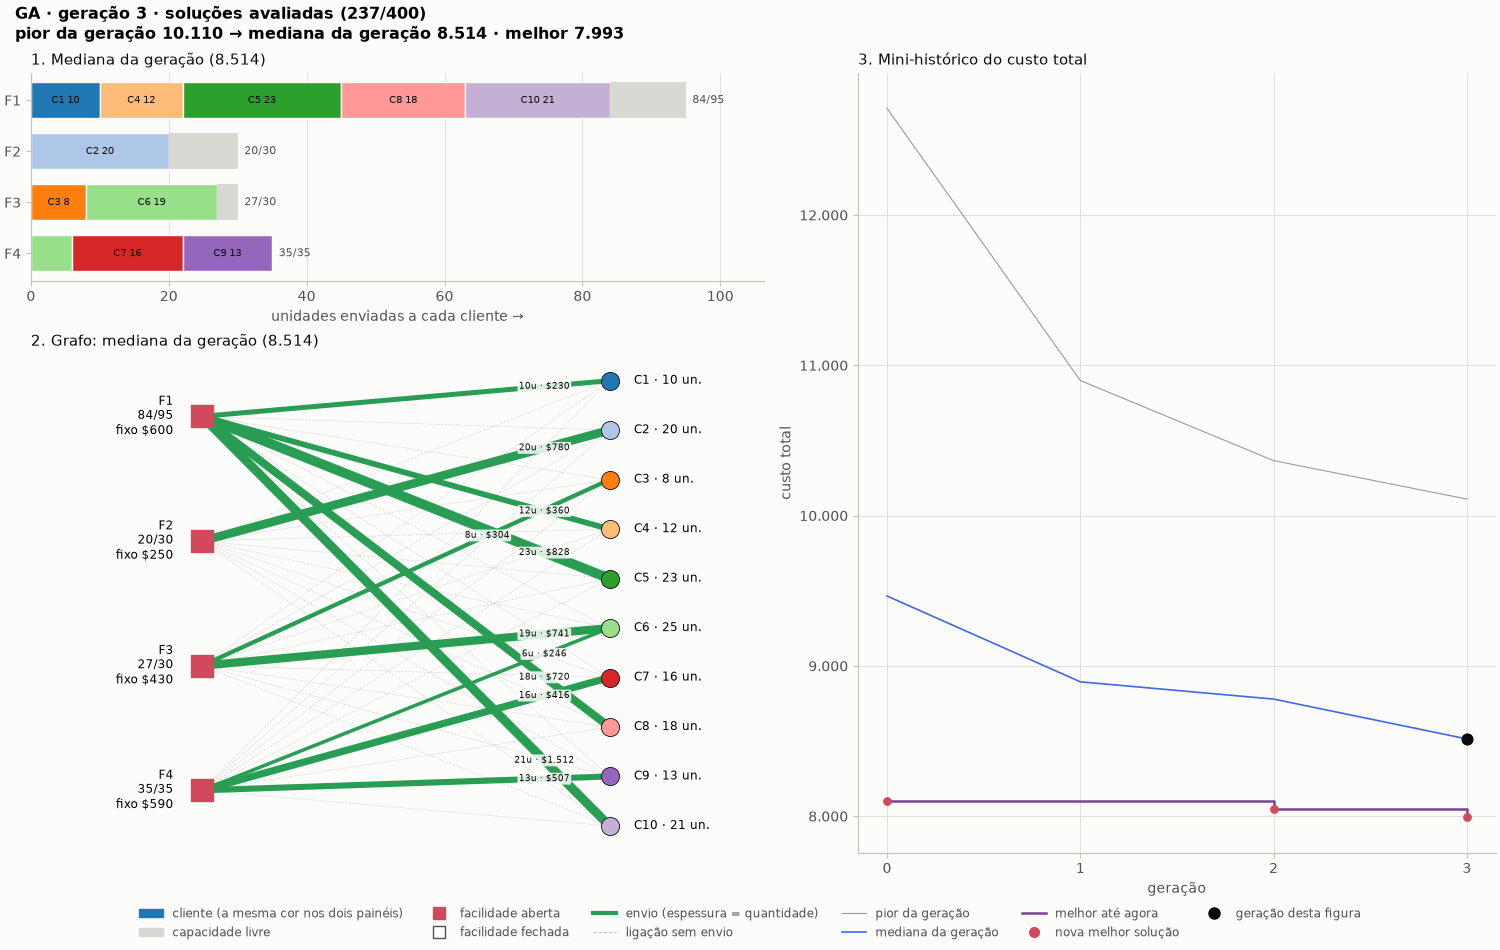 GA · geração 3 · soluções avaliadas (237/400)
pior da geração 10.110 → mediana da geração 8.514 · melhor 7.993
1. Mediana da geração (8.514)
F1
C1 10
C4 12
C5 23
C8 18
C10 21
84/95
F2
C2 20
20/30
F3
C3 8
C6 19
27/30
F4
C7 16
C9 13
35/35
0
20
40
60
80
100
unidades enviadas a cada cliente →
2. Grafo: mediana da geração (8.514)
F1
84/95
fixo $600
F2
20/30
fixo $250
F3
27/30
fixo $430
F4
35/35
fixo $590
10u · $230
20u · $780
12u · $360
8u · $304
23u · $828
19u · $741
6u · $246
18u · $720
16u · $416
21u · $1.512
13u · $507
C1 · 10 un.
C2 · 20 un.
C3 · 8 un.
C4 · 12 un.
C5 · 23 un.
C6 · 25 un.
C7 · 16 un.
C8 · 18 un.
C9 · 13 un.
C10 · 21 un.
3. Mini-histórico do custo total
custo total
12.000
11.000
10.000
9.000
8.000
0
1
2
3
geração
cliente (a mesma cor nos dois painéis)
capacidade livre
facilidade aberta
facilidade fechada
envio (espessura = quantidade)
ligação sem envio
pior da geração
mediana da geração
melhor até agora
nova melhor solução
geração desta figura